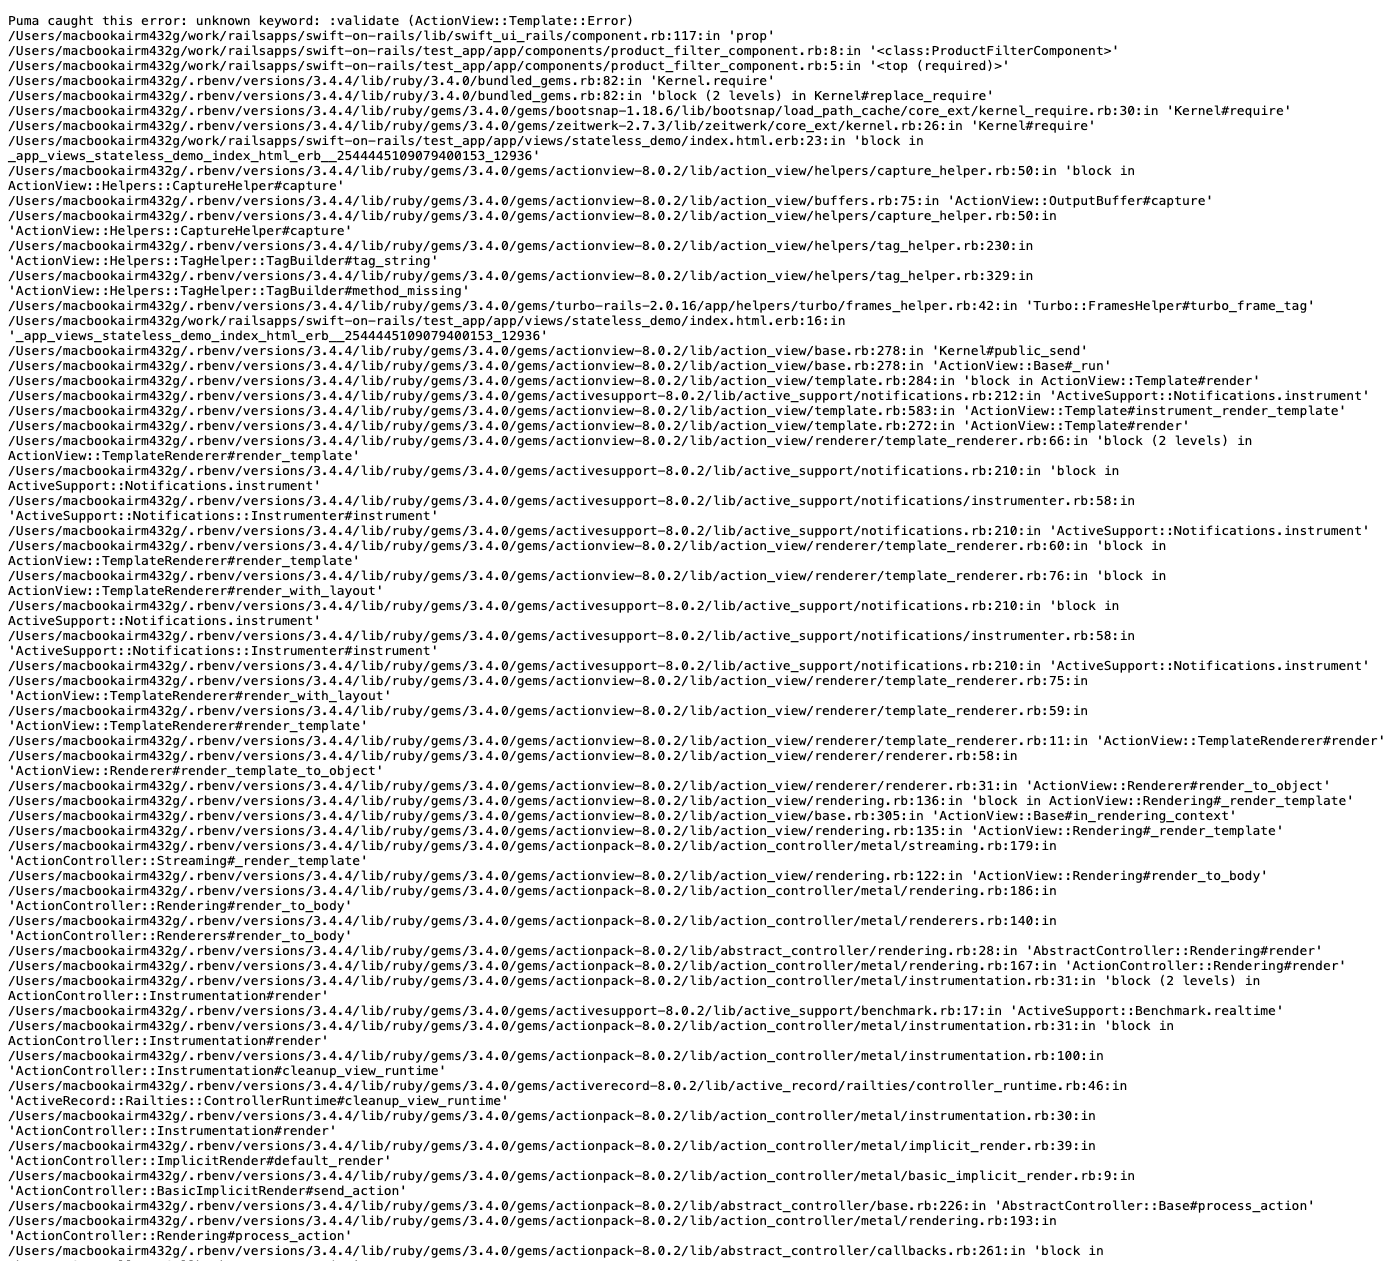 Puma caught this error: unknown keyword: :validate (ActionView::Template::Error)
/Users/macbookairm432g/work/railsapps/swift-on-rails/lib/swift_ui_rails/component.rb:117:in 'prop'
/Users/macbookairm432g/work/railsapps/swift-on-rails/test_app/app/components/product_filter_component.rb:8:in '<class:ProductFilterComponent>'
/Users/macbookairm432g/work/railsapps/swift-on-rails/test_app/app/components/product_filter_component.rb:5:in '<top (required)>'
/Users/macbookairm432g/.rbenv/versions/3.4.4/lib/ruby/3.4.0/bundled_gems.rb:82:in 'Kernel.require'
/Users/macbookairm432g/.rbenv/versions/3.4.4/lib/ruby/3.4.0/bundled_gems.rb:82:in 'block (2 levels) in Kernel#replace_require'
/Users/macbookairm432g/.rbenv/versions/3.4.4/lib/ruby/gems/3.4.0/gems/bootsnap-1.18.6/lib/bootsnap/load_path_cache/core_ext/kernel_require.rb:30:in 'Kernel#require'
/Users/macbookairm432g/.rbenv/versions/3.4.4/lib/ruby/gems/3.4.0/gems/zeitwerk-2.7.3/lib/zeitwerk/core_ext/kernel.rb:26:in 'Kernel#require'
/Users/macbookairm432g/work/railsapps/swift-on-rails/test_app/app/views/stateless_demo/index.html.erb:23:in 'block in
_app_views_stateless_demo_index_html_erb__2544445109079400153_12936'
/Users/macbookairm432g/.rbenv/versions/3.4.4/lib/ruby/gems/3.4.0/gems/actionview-8.0.2/lib/action_view/helpers/capture_helper.rb:50:in 'block in
ActionView::Helpers::CaptureHelper#capture'
/Users/macbookairm432g/.rbenv/versions/3.4.4/lib/ruby/gems/3.4.0/gems/actionview-8.0.2/lib/action_view/buffers.rb:75:in 'ActionView::OutputBuffer#capture'
/Users/macbookairm432g/.rbenv/versions/3.4.4/lib/ruby/gems/3.4.0/gems/actionview-8.0.2/lib/action_view/helpers/capture_helper.rb:50:in
'ActionView::Helpers::CaptureHelper#capture'
/Users/macbookairm432g/.rbenv/versions/3.4.4/lib/ruby/gems/3.4.0/gems/actionview-8.0.2/lib/action_view/helpers/tag_helper.rb:230:in
'ActionView::Helpers::TagHelper::TagBuilder#tag_string'
/Users/macbookairm432g/.rbenv/versions/3.4.4/lib/ruby/gems/3.4.0/gems/actionview-8.0.2/lib/action_view/helpers/tag_helper.rb:329:in
'ActionView::Helpers::TagHelper::TagBuilder#method_missing'
/Users/macbookairm432g/.rbenv/versions/3.4.4/lib/ruby/gems/3.4.0/gems/turbo-rails-2.0.16/app/helpers/turbo/frames_helper.rb:42:in 'Turbo::FramesHelper#turbo_frame_tag'
/Users/macbookairm432g/work/railsapps/swift-on-rails/test_app/app/views/stateless_demo/index.html.erb:16:in
'_app_views_stateless_demo_index_html_erb__2544445109079400153_12936'
/Users/macbookairm432g/.rbenv/versions/3.4.4/lib/ruby/gems/3.4.0/gems/actionview-8.0.2/lib/action_view/base.rb:278:in 'Kernel#public_send'
/Users/macbookairm432g/.rbenv/versions/3.4.4/lib/ruby/gems/3.4.0/gems/actionview-8.0.2/lib/action_view/base.rb:278:in 'ActionView::Base#_run'
/Users/macbookairm432g/.rbenv/versions/3.4.4/lib/ruby/gems/3.4.0/gems/actionview-8.0.2/lib/action_view/template.rb:284:in 'block in ActionView::Template#render'
/Users/macbookairm432g/.rbenv/versions/3.4.4/lib/ruby/gems/3.4.0/gems/activesupport-8.0.2/lib/active_support/notifications.rb:212:in 'ActiveSupport::Notifications.instrument'
/Users/macbookairm432g/.rbenv/versions/3.4.4/lib/ruby/gems/3.4.0/gems/actionview-8.0.2/lib/action_view/template.rb:583:in 'ActionView::Template#instrument_render_template'
/Users/macbookairm432g/.rbenv/versions/3.4.4/lib/ruby/gems/3.4.0/gems/actionview-8.0.2/lib/action_view/template.rb:272:in 'ActionView::Template#render'
/Users/macbookairm432g/.rbenv/versions/3.4.4/lib/ruby/gems/3.4.0/gems/actionview-8.0.2/lib/action_view/renderer/template_renderer.rb:66:in 'block (2 levels) in
ActionView::TemplateRenderer#render_template'
/Users/macbookairm432g/.rbenv/versions/3.4.4/lib/ruby/gems/3.4.0/gems/activesupport-8.0.2/lib/active_support/notifications.rb:210:in 'block in
ActiveSupport::Notifications.instrument'
/Users/macbookairm432g/.rbenv/versions/3.4.4/lib/ruby/gems/3.4.0/gems/activesupport-8.0.2/lib/active_support/notifications/instrumenter.rb:58:in
'ActiveSupport::Notifications::Instrumenter#instrument'
/Users/macbookairm432g/.rbenv/versions/3.4.4/lib/ruby/gems/3.4.0/gems/activesupport-8.0.2/lib/active_support/notifications.rb:210:in 'ActiveSupport::Notifications.instrument'
/Users/macbookairm432g/.rbenv/versions/3.4.4/lib/ruby/gems/3.4.0/gems/actionview-8.0.2/lib/action_view/renderer/template_renderer.rb:60:in 'block in
ActionView::TemplateRenderer#render_template'
/Users/macbookairm432g/.rbenv/versions/3.4.4/lib/ruby/gems/3.4.0/gems/actionview-8.0.2/lib/action_view/renderer/template_renderer.rb:76:in 'block in
ActionView::TemplateRenderer#render_with_layout'
/Users/macbookairm432g/.rbenv/versions/3.4.4/lib/ruby/gems/3.4.0/gems/activesupport-8.0.2/lib/active_support/notifications.rb:210:in 'block in
ActiveSupport::Notifications.instrument'
/Users/macbookairm432g/.rbenv/versions/3.4.4/lib/ruby/gems/3.4.0/gems/activesupport-8.0.2/lib/active_support/notifications/instrumenter.rb:58:in
'ActiveSupport::Notifications::Instrumenter#instrument'
/Users/macbookairm432g/.rbenv/versions/3.4.4/lib/ruby/gems/3.4.0/gems/activesupport-8.0.2/lib/active_support/notifications.rb:210:in 'ActiveSupport::Notifications.instrument'
/Users/macbookairm432g/.rbenv/versions/3.4.4/lib/ruby/gems/3.4.0/gems/actionview-8.0.2/lib/action_view/renderer/template_renderer.rb:75:in
'ActionView::TemplateRenderer#render_with_layout'
/Users/macbookairm432g/.rbenv/versions/3.4.4/lib/ruby/gems/3.4.0/gems/actionview-8.0.2/lib/action_view/renderer/template_renderer.rb:59:in
'ActionView::TemplateRenderer#render_template'
/Users/macbookairm432g/.rbenv/versions/3.4.4/lib/ruby/gems/3.4.0/gems/actionview-8.0.2/lib/action_view/renderer/template_renderer.rb:11:in 'ActionView::TemplateRenderer#render'
/Users/macbookairm432g/.rbenv/versions/3.4.4/lib/ruby/gems/3.4.0/gems/actionview-8.0.2/lib/action_view/renderer/renderer.rb:58:in
'ActionView::Renderer#render_template_to_object'
/Users/macbookairm432g/.rbenv/versions/3.4.4/lib/ruby/gems/3.4.0/gems/actionview-8.0.2/lib/action_view/renderer/renderer.rb:31:in 'ActionView::Renderer#render_to_object'
/Users/macbookairm432g/.rbenv/versions/3.4.4/lib/ruby/gems/3.4.0/gems/actionview-8.0.2/lib/action_view/rendering.rb:136:in 'block in ActionView::Rendering#_render_template'
/Users/macbookairm432g/.rbenv/versions/3.4.4/lib/ruby/gems/3.4.0/gems/actionview-8.0.2/lib/action_view/base.rb:305:in 'ActionView::Base#in_rendering_context'
/Users/macbookairm432g/.rbenv/versions/3.4.4/lib/ruby/gems/3.4.0/gems/actionview-8.0.2/lib/action_view/rendering.rb:135:in 'ActionView::Rendering#_render_template'
/Users/macbookairm432g/.rbenv/versions/3.4.4/lib/ruby/gems/3.4.0/gems/actionpack-8.0.2/lib/action_controller/metal/streaming.rb:179:in
'ActionController::Streaming#_render_template'
/Users/macbookairm432g/.rbenv/versions/3.4.4/lib/ruby/gems/3.4.0/gems/actionview-8.0.2/lib/action_view/rendering.rb:122:in 'ActionView::Rendering#render_to_body'
/Users/macbookairm432g/.rbenv/versions/3.4.4/lib/ruby/gems/3.4.0/gems/actionpack-8.0.2/lib/action_controller/metal/rendering.rb:186:in
'ActionController::Rendering#render_to_body'
/Users/macbookairm432g/.rbenv/versions/3.4.4/lib/ruby/gems/3.4.0/gems/actionpack-8.0.2/lib/action_controller/metal/renderers.rb:140:in
'ActionController::Renderers#render_to_body'
/Users/macbookairm432g/.rbenv/versions/3.4.4/lib/ruby/gems/3.4.0/gems/actionpack-8.0.2/lib/abstract_controller/rendering.rb:28:in 'AbstractController::Rendering#render'
/Users/macbookairm432g/.rbenv/versions/3.4.4/lib/ruby/gems/3.4.0/gems/actionpack-8.0.2/lib/action_controller/metal/rendering.rb:167:in 'ActionController::Rendering#render'
/Users/macbookairm432g/.rbenv/versions/3.4.4/lib/ruby/gems/3.4.0/gems/actionpack-8.0.2/lib/action_controller/metal/instrumentation.rb:31:in 'block (2 levels) in
ActionController::Instrumentation#render'
/Users/macbookairm432g/.rbenv/versions/3.4.4/lib/ruby/gems/3.4.0/gems/activesupport-8.0.2/lib/active_support/benchmark.rb:17:in 'ActiveSupport::Benchmark.realtime'
/Users/macbookairm432g/.rbenv/versions/3.4.4/lib/ruby/gems/3.4.0/gems/actionpack-8.0.2/lib/action_controller/metal/instrumentation.rb:31:in 'block in
ActionController::Instrumentation#render'
/Users/macbookairm432g/.rbenv/versions/3.4.4/lib/ruby/gems/3.4.0/gems/actionpack-8.0.2/lib/action_controller/metal/instrumentation.rb:100:in
'ActionController::Instrumentation#cleanup_view_runtime'
/Users/macbookairm432g/.rbenv/versions/3.4.4/lib/ruby/gems/3.4.0/gems/activerecord-8.0.2/lib/active_record/railties/controller_runtime.rb:46:in
'ActiveRecord::Railties::ControllerRuntime#cleanup_view_runtime'
/Users/macbookairm432g/.rbenv/versions/3.4.4/lib/ruby/gems/3.4.0/gems/actionpack-8.0.2/lib/action_controller/metal/instrumentation.rb:30:in
'ActionController::Instrumentation#render'
/Users/macbookairm432g/.rbenv/versions/3.4.4/lib/ruby/gems/3.4.0/gems/actionpack-8.0.2/lib/action_controller/metal/implicit_render.rb:39:in
'ActionController::ImplicitRender#default_render'
/Users/macbookairm432g/.rbenv/versions/3.4.4/lib/ruby/gems/3.4.0/gems/actionpack-8.0.2/lib/action_controller/metal/basic_implicit_render.rb:9:in
'ActionController::BasicImplicitRender#send_action'
/Users/macbookairm432g/.rbenv/versions/3.4.4/lib/ruby/gems/3.4.0/gems/actionpack-8.0.2/lib/abstract_controller/base.rb:226:in 'AbstractController::Base#process_action'
/Users/macbookairm432g/.rbenv/versions/3.4.4/lib/ruby/gems/3.4.0/gems/actionpack-8.0.2/lib/action_controller/metal/rendering.rb:193:in
'ActionController::Rendering#process_action'
/Users/macbookairm432g/.rbenv/versions/3.4.4/lib/ruby/gems/3.4.0/gems/actionpack-8.0.2/lib/abstract_controller/callbacks.rb:261:in 'block in